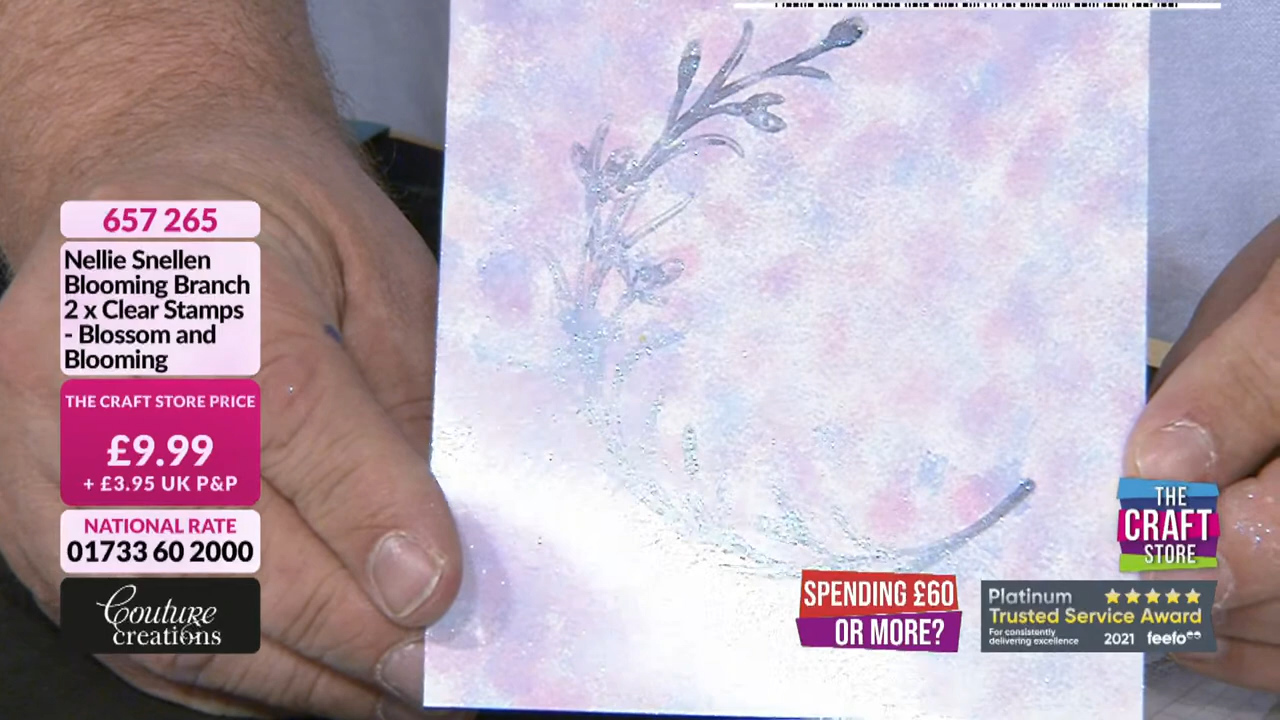 657 265
Nellie Snellen
Blooming Branch
2 x Clear Stamps
- Blossom and
Blooming
THE CRAFT STORE PRICE
£9.99
+ £3.95 UK P&P
NATIONAL RATE
01733 60 2000
Couture
creations
SPENDING £60
OR MORE?
THE
CRAFT
STORE
Platinum ★★★★★
Trusted Service Award
For consistently
delivering excellence
2021 feefo